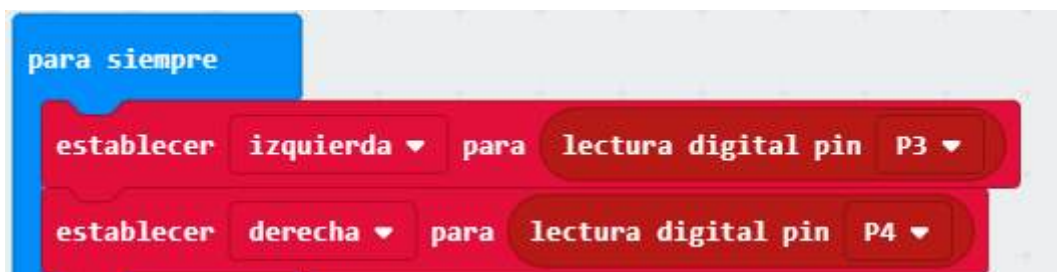 para siempre
establecer izquierda para lectura digital pin P3
establecer derecha para lectura digital pin P4